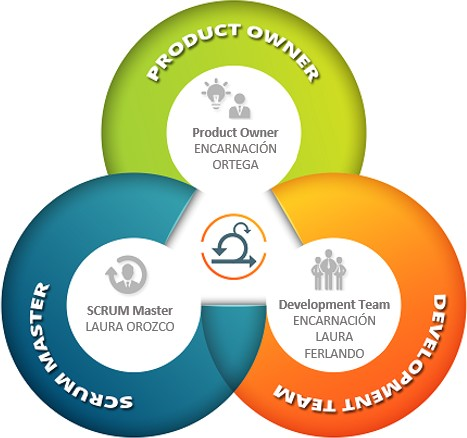 PRODUCT OWNER
Product Owner
ENCARNACIÓN
ORTEGA
SCRUM MASTER
SCRUM Master
LAURA OROZCO
DEVELOPMENT TEAM
Development Team
ENCARNACIÓN
LAURA
FERLANDO